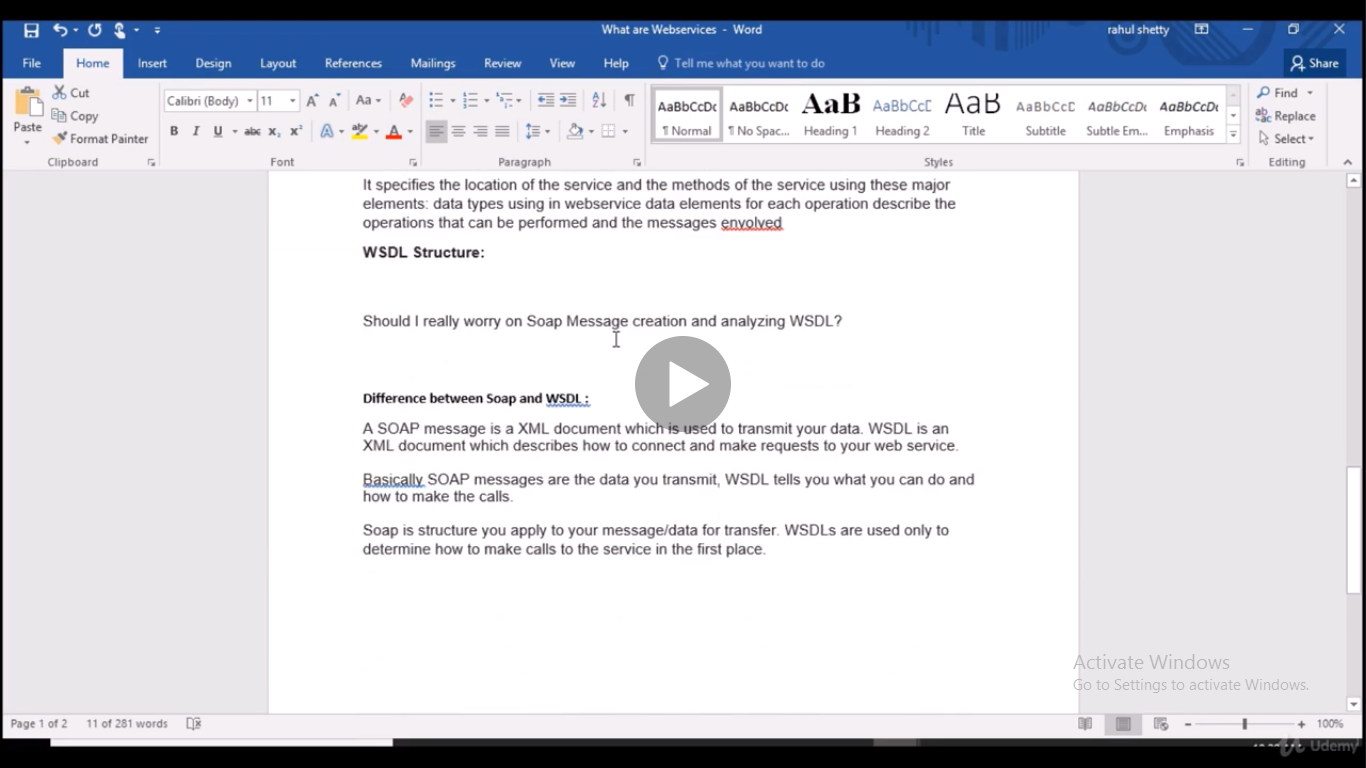 What are Webservices - Word
rahul shetty
File Home Insert Design Layout References Mailings Review View Help Tell me what you want to do Share
Paste
Cut
Copy
Format Painter
Clipboard
Calibri (Body) 11
Font
Paragraph
AaBbCcDc AaBbCcDc AaB AaBbCcD AaB AaBbCcD AaBbCcDc AaBbCcDc
¶ Normal ¶ No Spac... Heading 1 Heading 2 Title Subtitle Subtle Em... Emphasis
Styles
Find
Replace
Select
Editing
It specifies the location of the service and the methods of the service using these major
elements: data types using in webservice data elements for each operation describe the
operations that can be performed and the messages envolved
WSDL Structure:
Should I really worry on Soap Message creation and analyzing WSDL?
Difference between Soap and WSDL :
A SOAP message is a XML document which is used to transmit your data. WSDL is an
XML document which describes how to connect and make requests to your web service.
Basically SOAP messages are the data you transmit, WSDL tells you what you can do and
how to make the calls.
Soap is structure you apply to your message/data for transfer. WSDLs are used only to
determine how to make calls to the service in the first place.
Activate Windows
Go to Settings to activate Windows.
Page 1 of 2 11 of 281 words 100%
Udemy